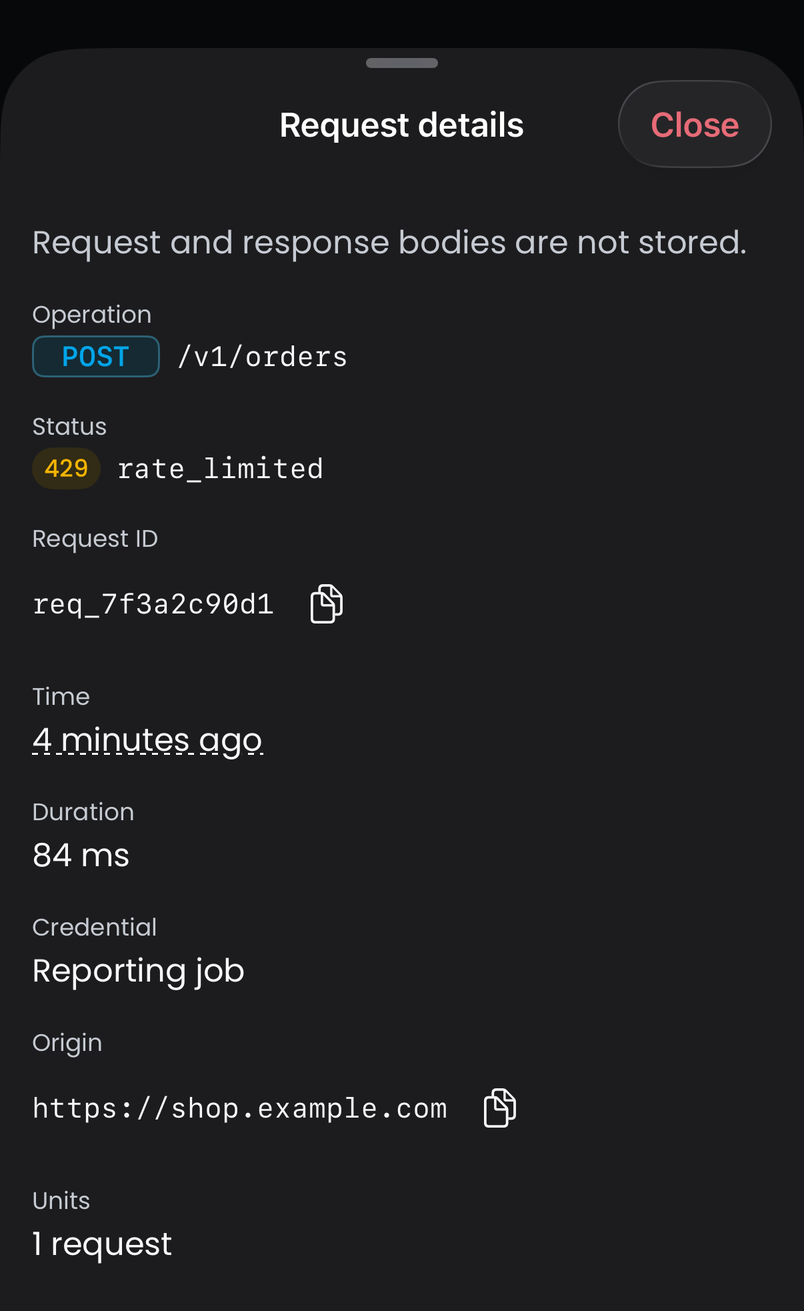 Request details
Close
Request and response bodies are not stored.
Operation
POST /v1/orders
Status
429 rate_limited
Request ID
req_7f3a2c90d1
Time
4 minutes ago
Duration
84 ms
Credential
Reporting job
Origin
https://shop.example.com
Units
1 request